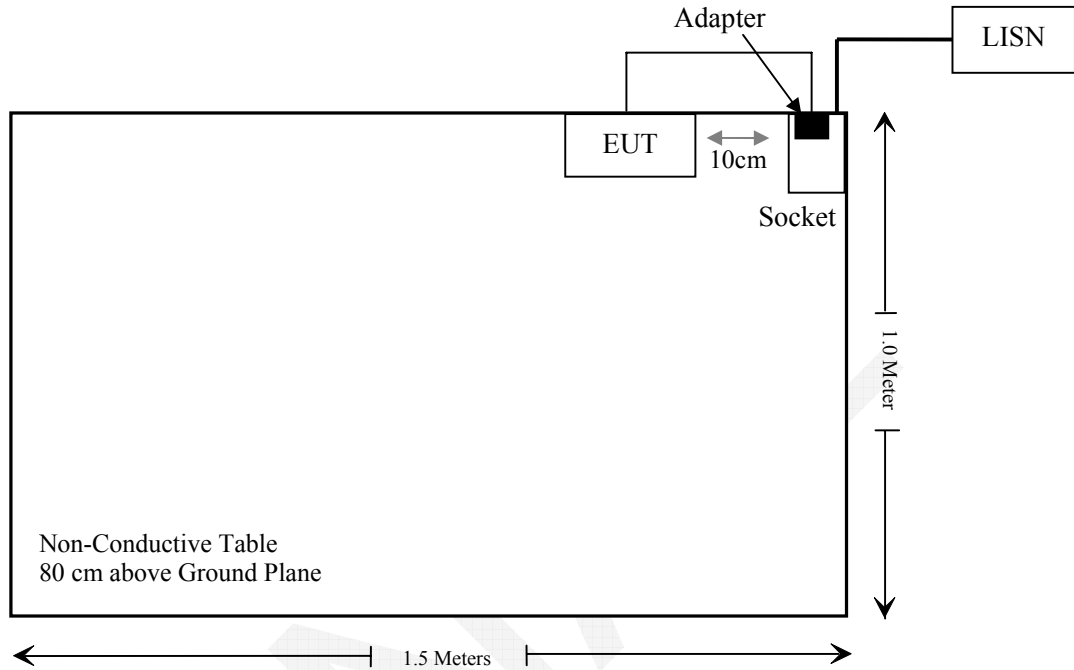 Adapter
LISN
EUT
10cm
Socket
1.0 Meter
Non-Conductive Table
80 cm above Ground Plane
1.5 Meters